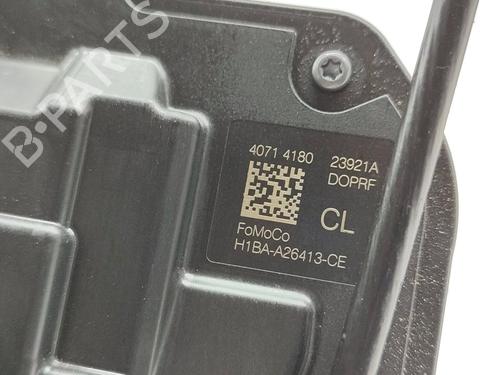 B-PARTS
4071 4180 23921A
DOPRF
CL
FoMoCo
H1BA-A26413-CE